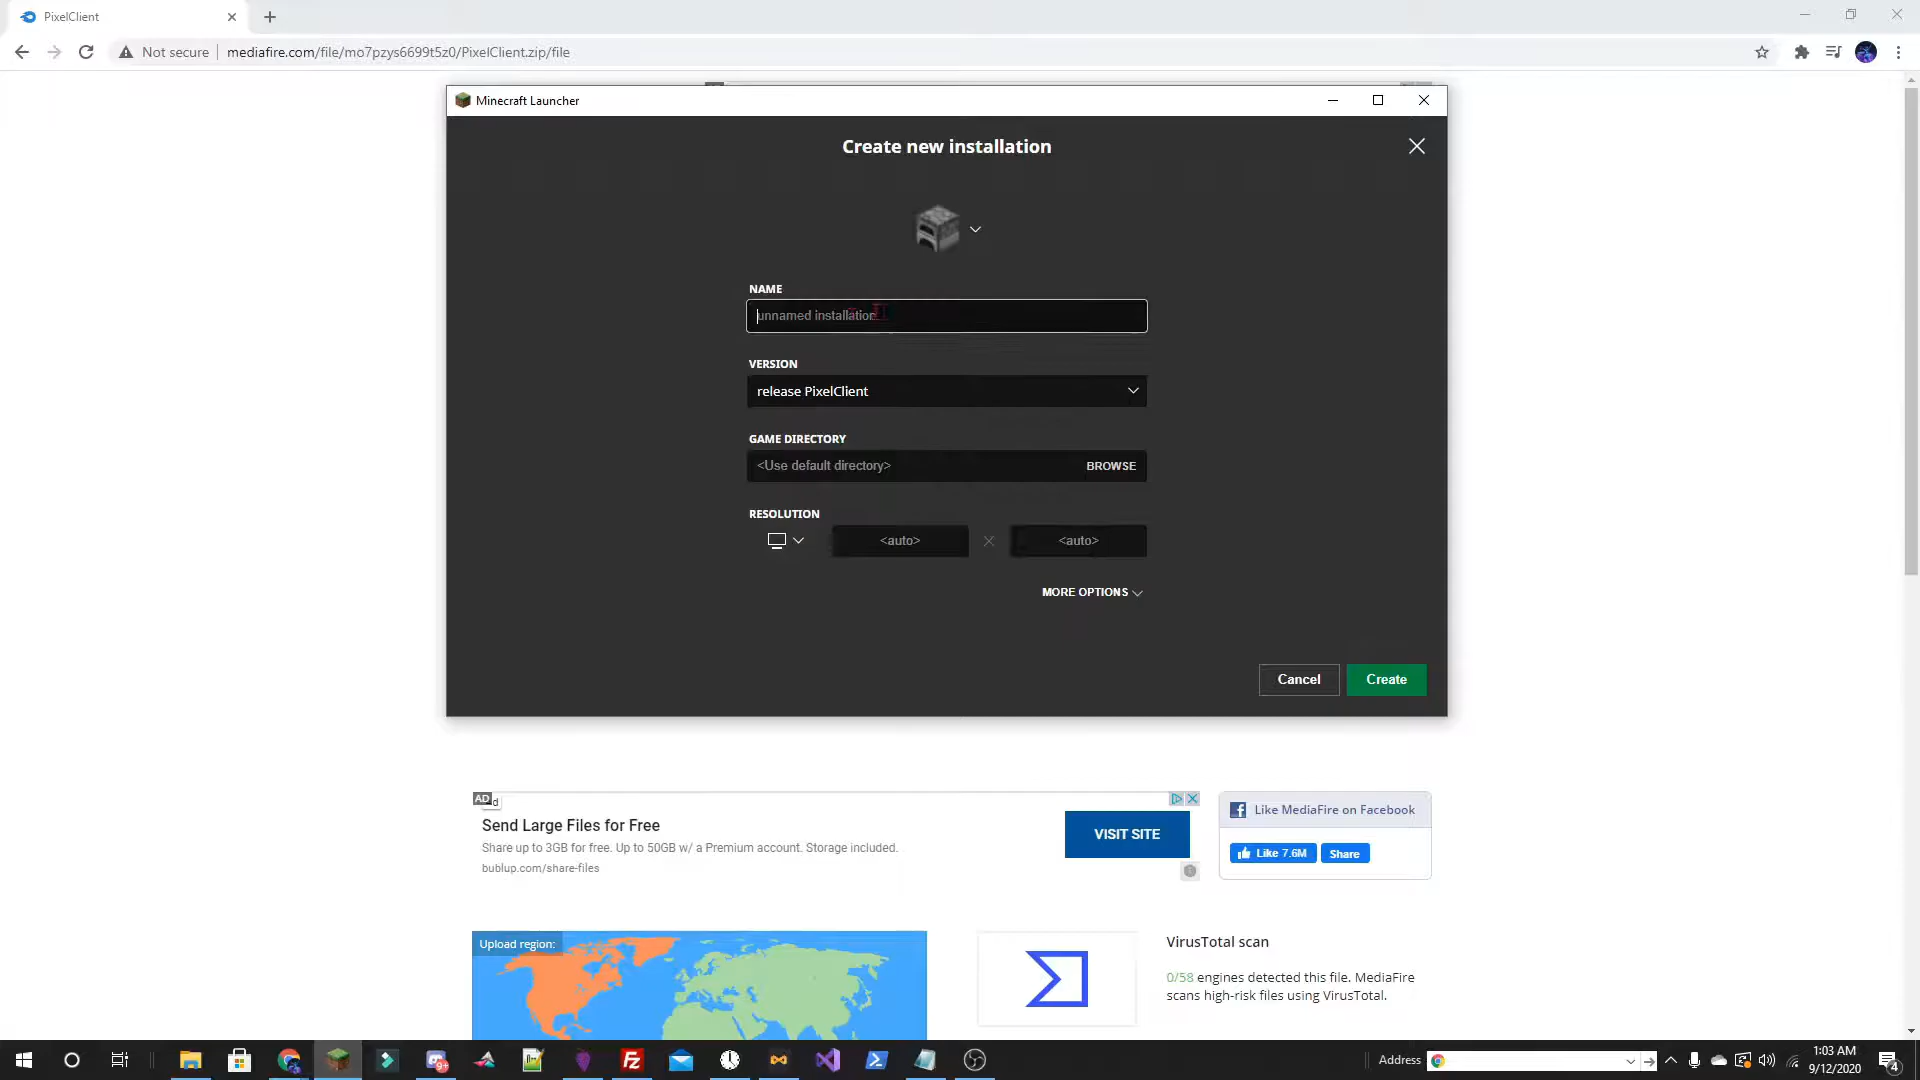 PixelClient
Not secure
mediafire.com/file/mo7pzys6699t5z0/PixelClient.zip/file
Minecraft Launcher
Create new installation
NAME
unnamed installation
VERSION
release PixelClient
GAME DIRECTORY
<Use default directory>
BROWSE
RESOLUTION
<auto>
<auto>
MORE OPTIONS
Cancel
Create
AD
Send Large Files for Free
Share up to 3GB for free. Up to 50GB w/ a Premium account. Storage included.
bublup.com/share-files
VISIT SITE
Like MediaFire on Facebook
Like 7.6M
Share
Upload region:
VirusTotal scan
0/58 engines detected this file. MediaFire
scans high-risk files using VirusTotal.
9+
Address
1:03 AM
9/12/2020
4